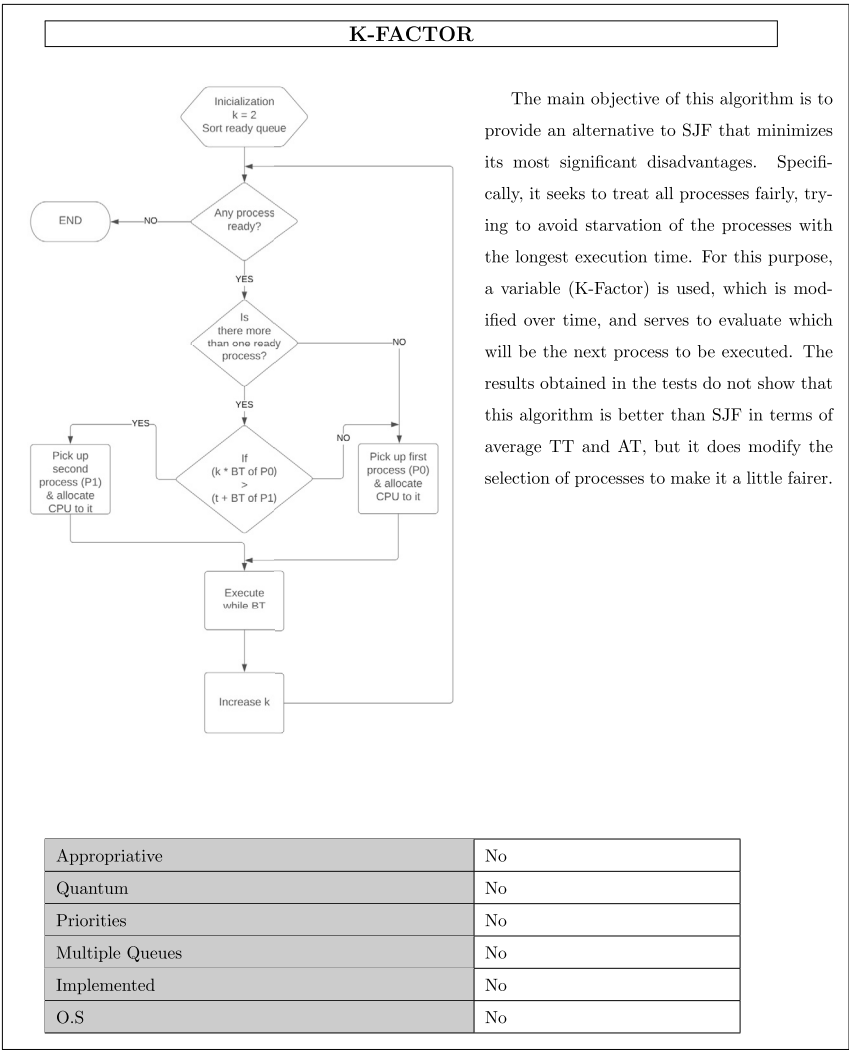 K-FACTOR
Inicialization
k = 2
Sort ready queue
Any process
ready?
NO
END
YES
Is
there more
than one ready
process?
NO
YES
If
(k * BT of P0)
>
(t + BT of P1)
YES
NO
Pick up
second
process (P1)
& allocate
CPU to it
Pick up first
process (P0)
& allocate
CPU to it
Execute
while BT
Increase k
The main objective of this algorithm is to
provide an alternative to SJF that minimizes
its most significant disadvantages. Specifi-
cally, it seeks to treat all processes fairly, try-
ing to avoid starvation of the processes with
the longest execution time. For this purpose,
a variable (K-Factor) is used, which is mod-
ified over time, and serves to evaluate which
will be the next process to be executed. The
results obtained in the tests do not show that
this algorithm is better than SJF in terms of
average TT and AT, but it does modify the
selection of processes to make it a little fairer.
Appropriative No
Quantum No
Priorities No
Multiple Queues No
Implemented No
O.S No